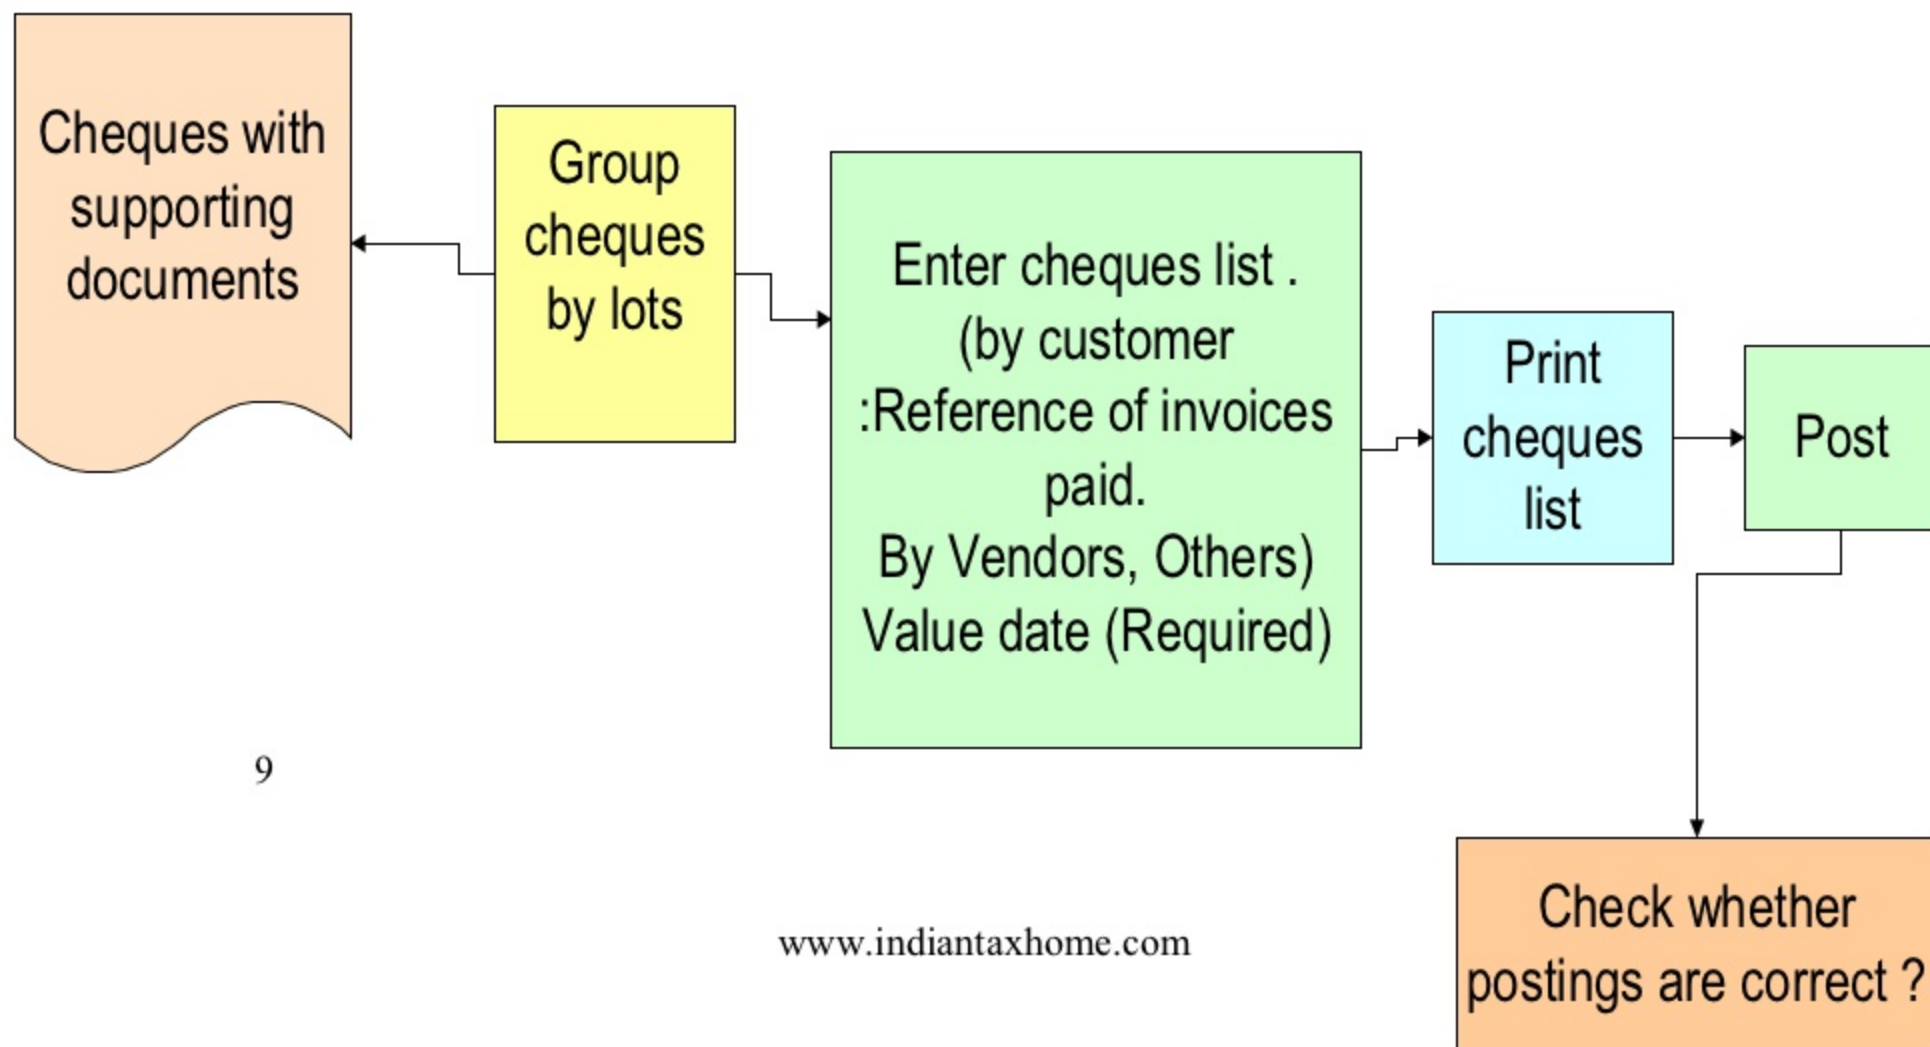 Cheques with
supporting
documents
Group
cheques
by lots
Enter cheques list .
(by customer
:Reference of invoices
paid.
By Vendors, Others)
Value date (Required)
Print
cheques
list
Post
Check whether
postings are correct ?
9
www.indiantaxhome.com